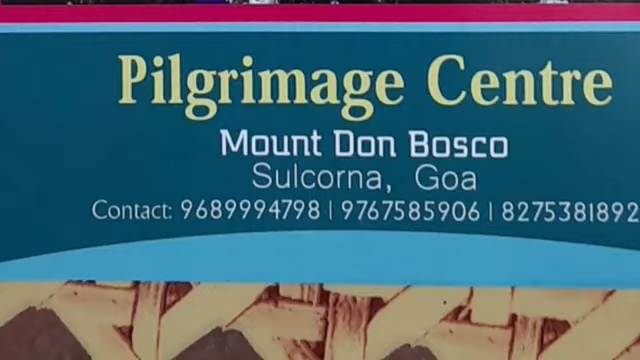 Pilgrimage Centre
Mount Don Bosco
Sulcorna, Goa
Contact: 9689994798 | 9767585906 | 8275381892